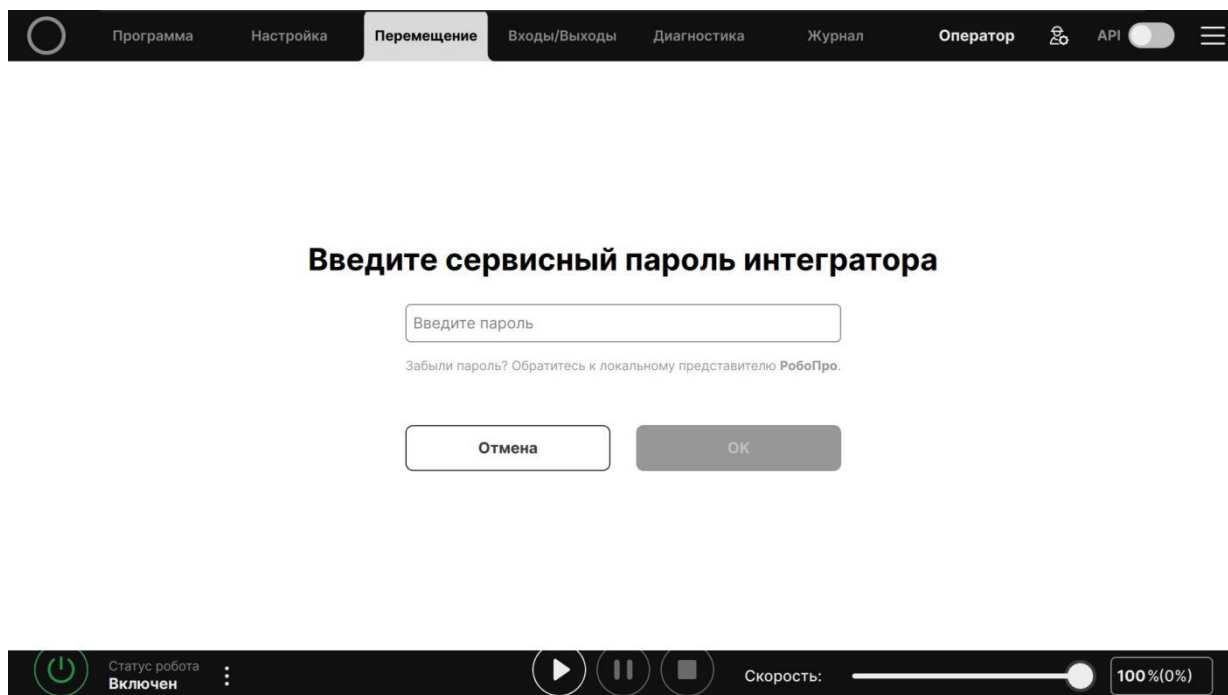 Программа Настройка Перемещение Входы/Выходы Диагностика Журнал Оператор API
Введите сервисный пароль интегратора
Введите пароль
Забыли пароль? Обратитесь к локальному представителю РобоПро.
Отмена OK
Статус робота
Включен
Скорость: 100%(0%)